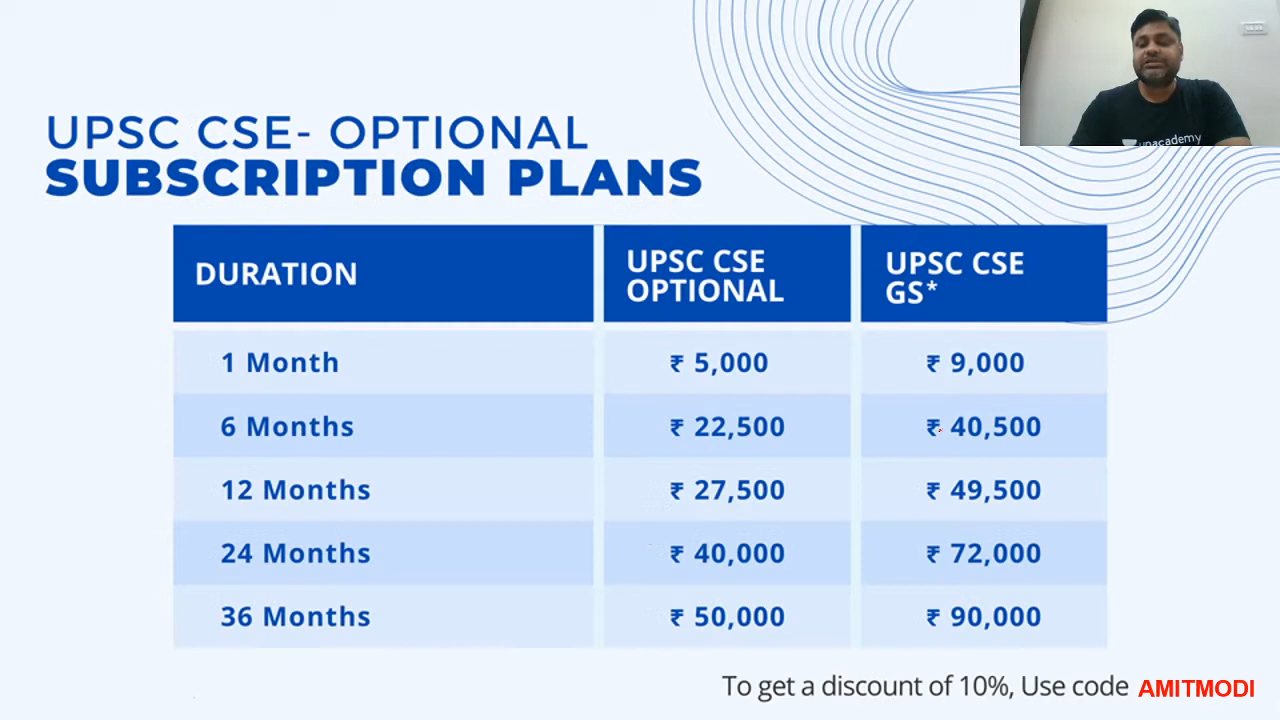 unacademy
UPSC CSE- OPTIONAL
SUBSCRIPTION PLANS
DURATION UPSC CSE OPTIONAL UPSC CSE GS*
1 Month ₹ 5,000 ₹ 9,000
6 Months ₹ 22,500 ₹ 40,500
12 Months ₹ 27,500 ₹ 49,500
24 Months ₹ 40,000 ₹ 72,000
36 Months ₹ 50,000 ₹ 90,000
To get a discount of 10%, Use code AMITMODI